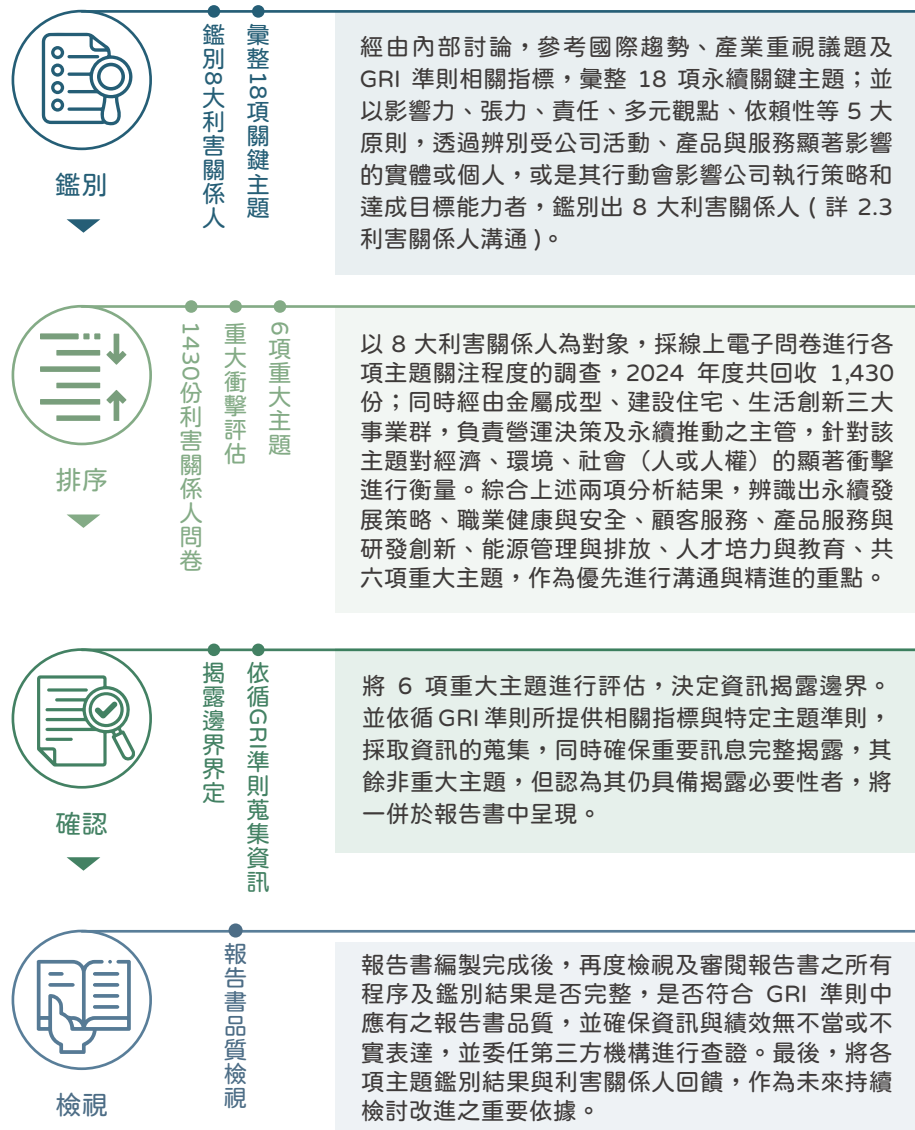 鑑別
鑑別8大利害關係人
彙整18項關鍵主題
經由內部討論，參考國際趨勢、產業重視議題及
GRI 準則相關指標，彙整 18 項永續關鍵主題；並
以影響力、張力、責任、多元觀點、依賴性等 5 大
原則，透過辨別受公司活動、產品與服務顯著影響
的實體或個人，或是其行動會影響公司執行策略和
達成目標能力者，鑑別出 8 大利害關係人 ( 詳 2.3
利害關係人溝通 )。
排序
1430份利害關係人問卷
重大衝擊評估
6項重大主題
以 8 大利害關係人為對象，採線上電子問卷進行各
項主題關注程度的調查，2024 年度共回收 1,430
份；同時經由金屬成型、建設住宅、生活創新三大
事業群，負責營運決策及永續推動之主管，針對該
主題對經濟、環境、社會（人或人權）的顯著衝擊
進行衡量。綜合上述兩項分析結果，辨識出永續發
展策略、職業健康與安全、顧客服務、產品服務與
研發創新、能源管理與排放、人才培力與教育、共
六項重大主題，作為優先進行溝通與精進的重點。
確認
揭露邊界界定
依循GRI準則蒐集資訊
將 6 項重大主題進行評估，決定資訊揭露邊界。
並依循 GRI 準則所提供相關指標與特定主題準則，
採取資訊的蒐集，同時確保重要訊息完整揭露，其
餘非重大主題，但認為其仍具備揭露必要性者，將
一併於報告書中呈現。
檢視
報告書品質檢視
報告書編製完成後，再度檢視及審閱報告書之所有
程序及鑑別結果是否完整，是否符合 GRI 準則中
應有之報告書品質，並確保資訊與績效無不當或不
實表達，並委任第三方機構進行查證。最後，將各
項主題鑑別結果與利害關係人回饋，作為未來持續
檢討改進之重要依據。